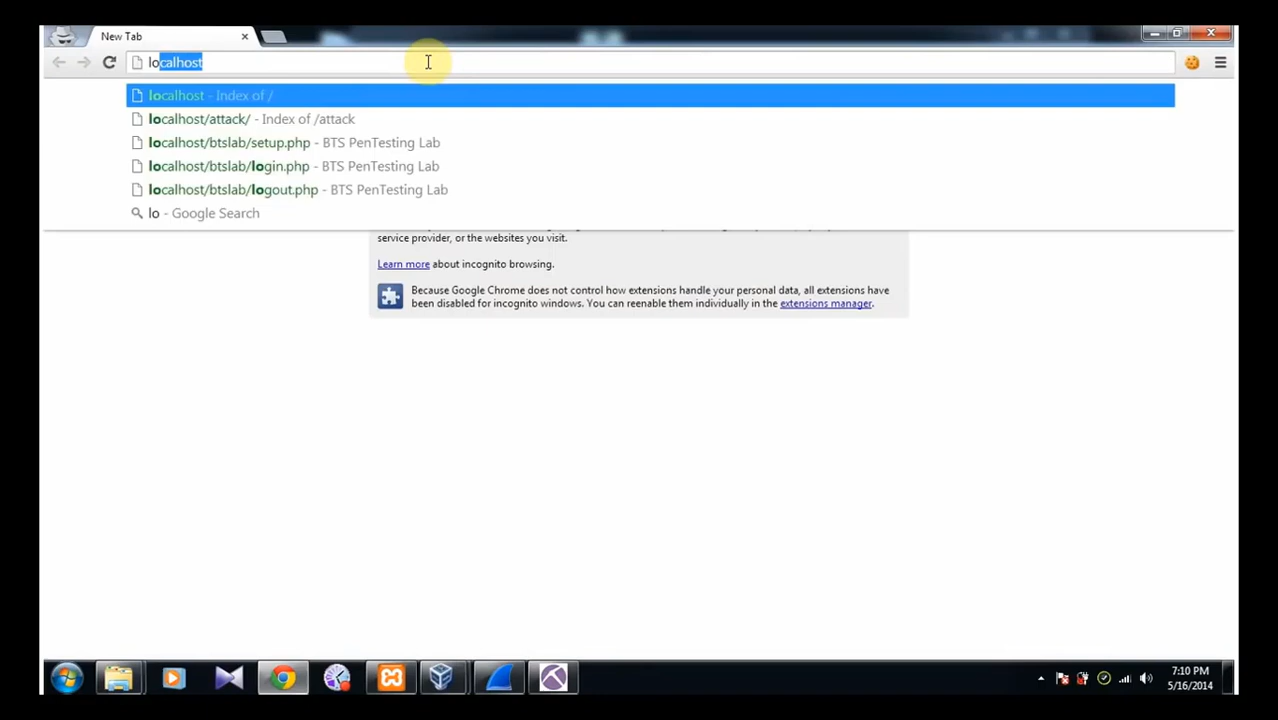 New Tab
localhost
localhost - Index of /
localhost/attack/ - Index of /attack
localhost/btslab/setup.php - BTS PenTesting Lab
localhost/btslab/login.php - BTS PenTesting Lab
localhost/btslab/logout.php - BTS PenTesting Lab
lo - Google Search
service provider, or the websites you visit.
Learn more about incognito browsing.
Because Google Chrome does not control how extensions handle your personal data, all extensions have
been disabled for incognito windows. You can reenable them individually in the extensions manager.
7:10 PM
5/16/2014